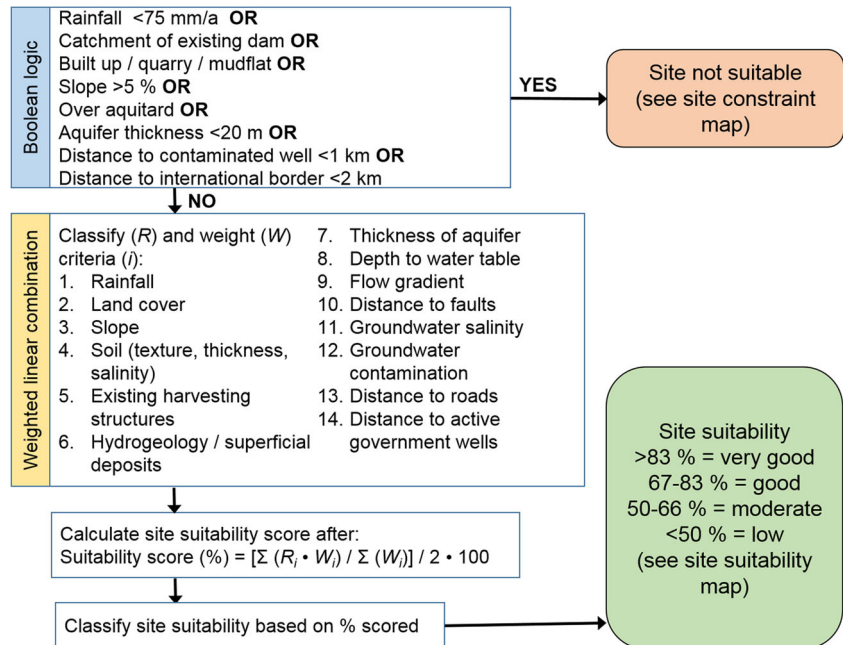 Boolean logic
Rainfall <75 mm/a OR
Catchment of existing dam OR
Built up / quarry / mudflat OR
Slope >5 % OR
Over aquitard OR
Aquifer thickness <20 m OR
Distance to contaminated well <1 km OR
Distance to international border <2 km
YES
Site not suitable
(see site constraint
map)
NO
Weighted linear combination
Classify (R) and weight (W)
criteria (i):
1. Rainfall
2. Land cover
3. Slope
4. Soil (texture, thickness,
salinity)
5. Existing harvesting
structures
6. Hydrogeology / superficial
deposits
7. Thickness of aquifer
8. Depth to water table
9. Flow gradient
10. Distance to faults
11. Groundwater salinity
12. Groundwater
contamination
13. Distance to roads
14. Distance to active
government wells
Calculate site suitability score after:
Suitability score (%) = [Σ (Ri • Wi) / Σ (Wi)] / 2 • 100
Classify site suitability based on % scored
Site suitability
>83 % = very good
67-83 % = good
50-66 % = moderate
<50 % = low
(see site suitability
map)